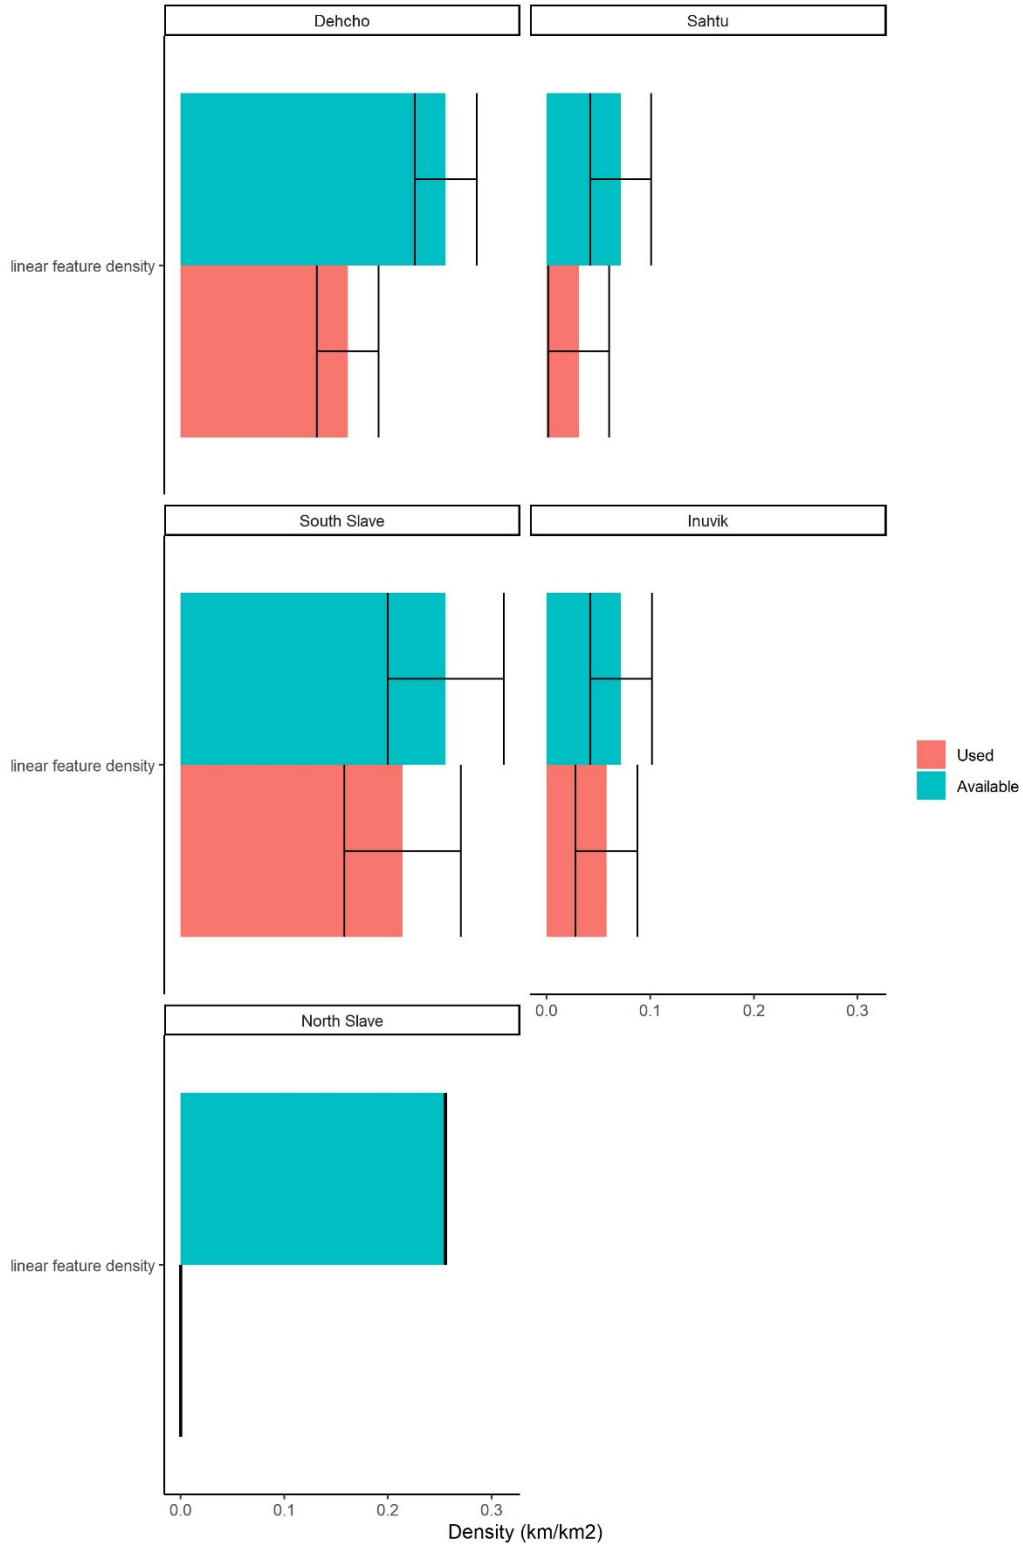 Dehcho
Sahtu
linear feature density
South Slave
Inuvik
linear feature density
Used
Available
0.0 0.1 0.2 0.3
North Slave
linear feature density
0.0 0.1 0.2 0.3
Density (km/km2)